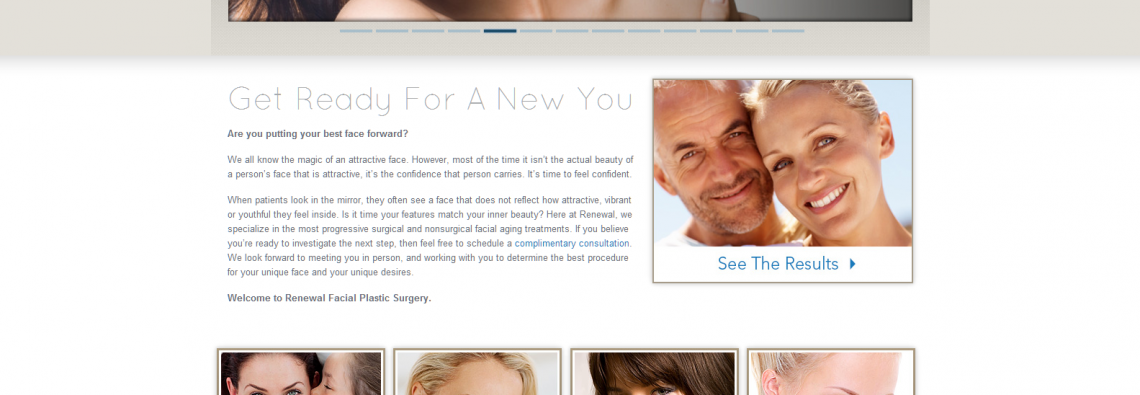 Get Ready For A New You
Are you putting your best face forward?
We all know the magic of an attractive face. However, most of the time it isn't the actual beauty of
a person's face that is attractive, it's the confidence that person carries. It's time to feel confident.
When patients look in the mirror, they often see a face that does not reflect how attractive, vibrant
or youthful they feel inside. Is it time your features match your inner beauty? Here at Renewal, we
specialize in the most progressive surgical and nonsurgical facial aging treatments. If you believe
you're ready to investigate the next step, then feel free to schedule a complimentary consultation.
We look forward to meeting you in person, and working with you to determine the best procedure
for your unique face and your unique desires.
Welcome to Renewal Facial Plastic Surgery.
See The Results